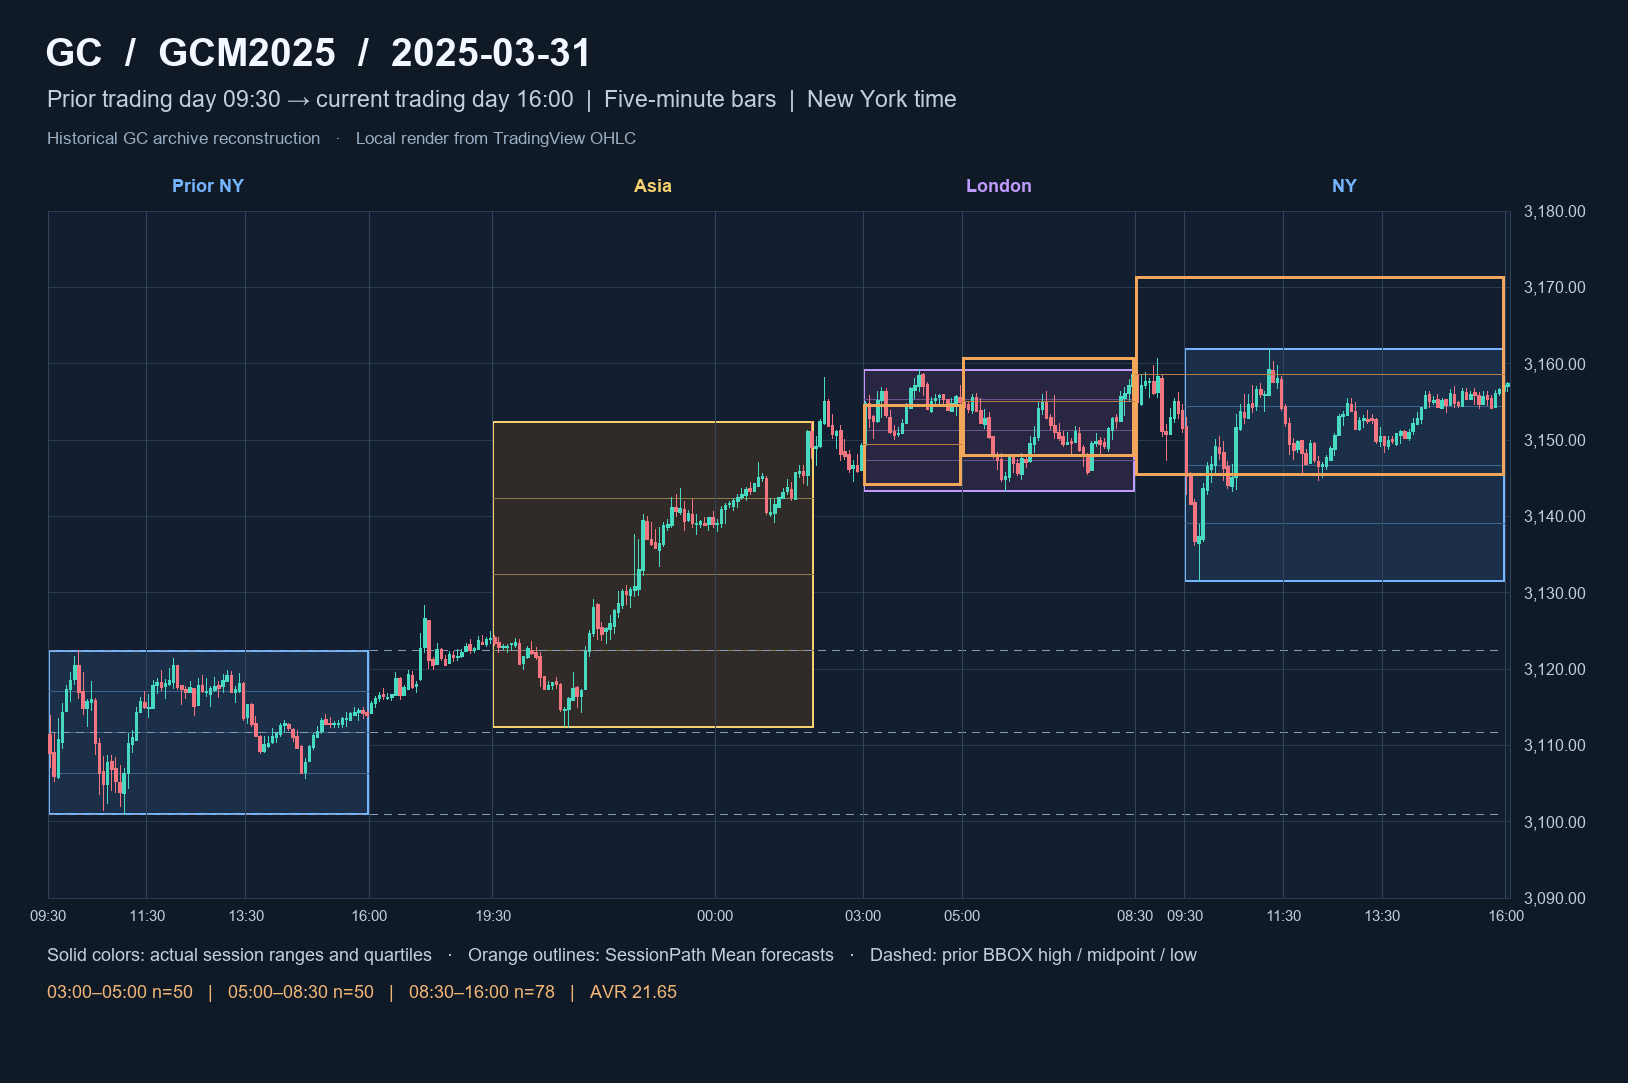 GC / GCM2025 / 2025-03-31
Prior trading day 09:30 → current trading day 16:00 | Five-minute bars | New York time
Historical GC archive reconstruction · Local render from TradingView OHLC
Prior NY Asia London NY
3,180.00
3,170.00
3,160.00
3,150.00
3,140.00
3,130.00
3,120.00
3,110.00
3,100.00
3,090.00
09:30 11:30 13:30 16:00 19:30 00:00 03:00 05:00 08:30 09:30 11:30 13:30 16:00
Solid colors: actual session ranges and quartiles · Orange outlines: SessionPath Mean forecasts · Dashed: prior BBOX high / midpoint / low
03:00–05:00 n=50 | 05:00–08:30 n=50 | 08:30–16:00 n=78 | AVR 21.65